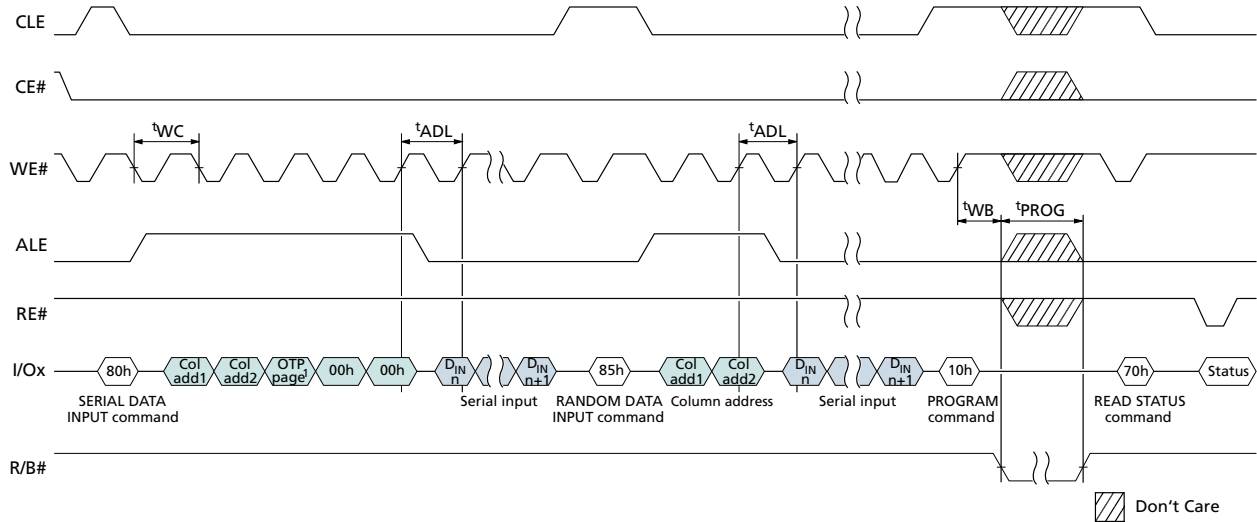 CLE
CE#
tWC
tADL
tADL
WE#
tWB
tPROG
ALE
RE#
I/Ox
80h
Col add1
Col add2
OTP page1
00h
00h
DIN n
DIN n+1
85h
Col add1
Col add2
DIN n
DIN n+1
10h
70h
Status
SERIAL DATA
INPUT command
Serial input
RANDOM DATA
INPUT command
Column address
Serial input
PROGRAM
command
READ STATUS
command
R/B#
Don't Care